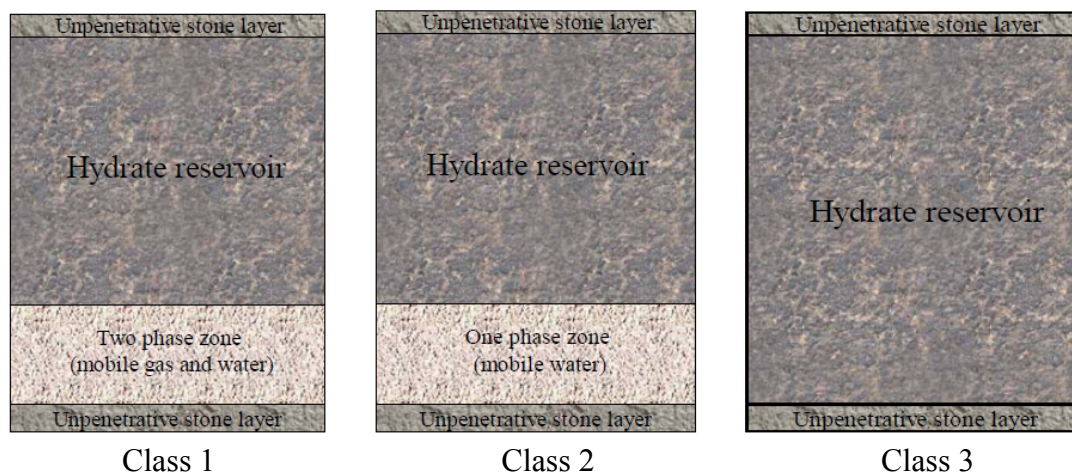 Unpenetrative stone layer
Hydrate reservoir
Two phase zone
(mobile gas and water)
Unpenetrative stone layer
Class 1
Unpenetrative stone layer
Hydrate reservoir
One phase zone
(mobile water)
Unpenetrative stone layer
Class 2
Unpenetrative stone layer
Hydrate reservoir
Unpenetrative stone layer
Class 3